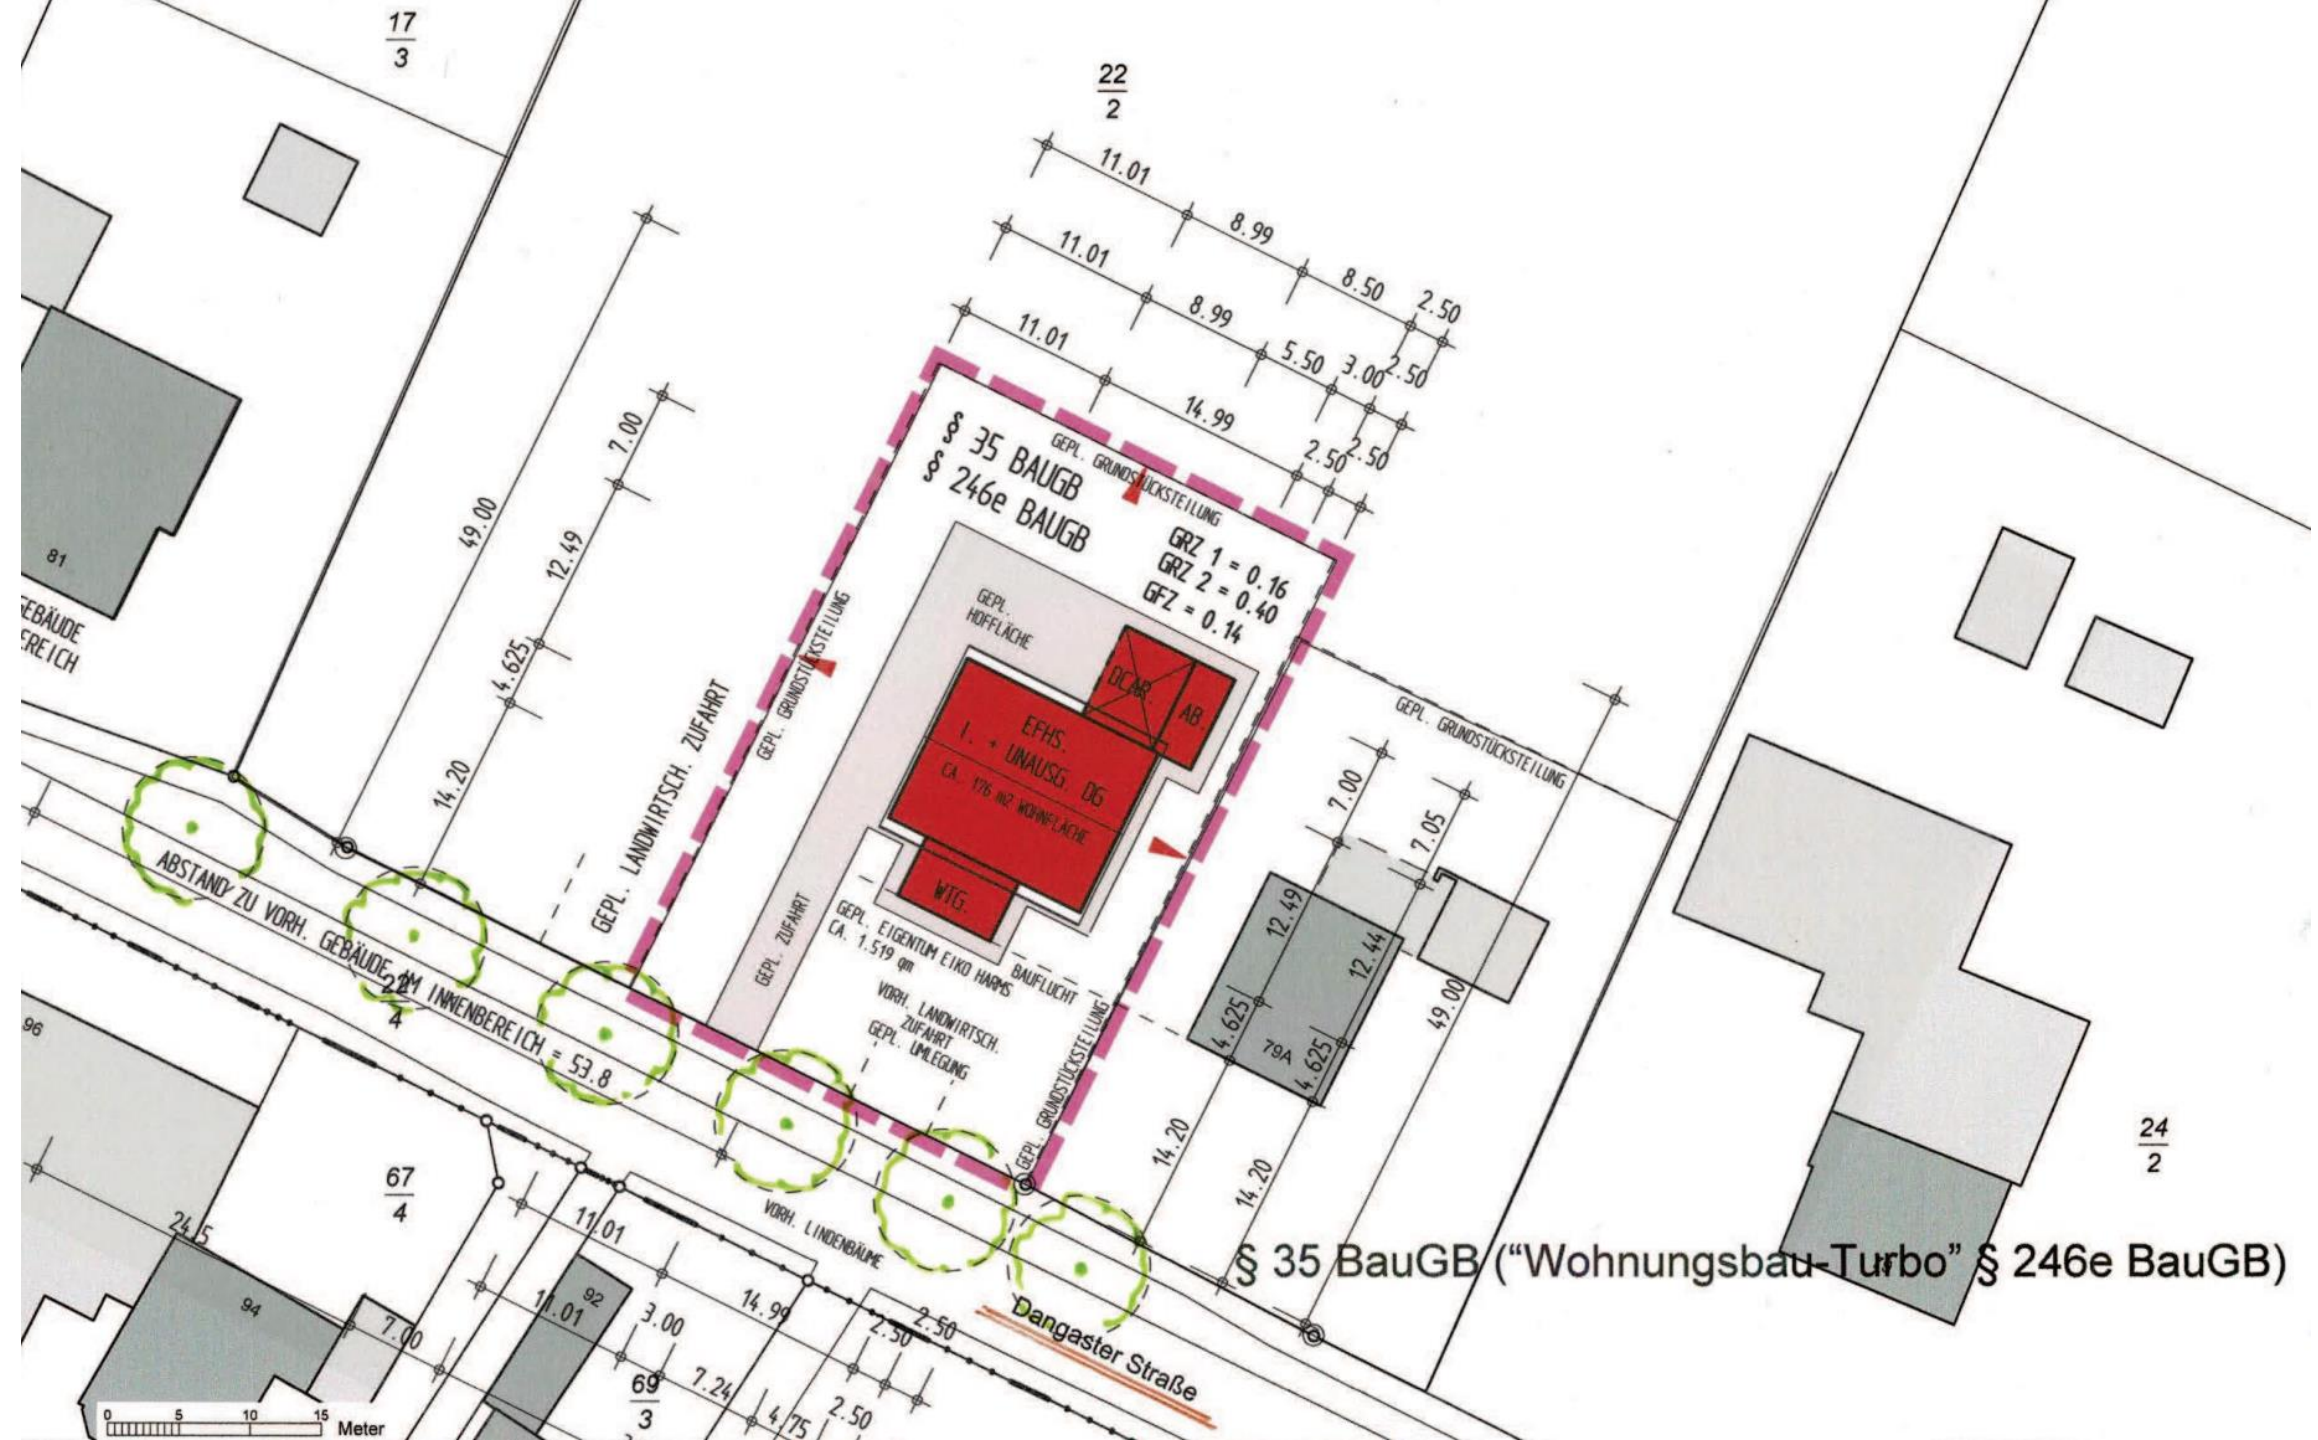 17
3
22
2
11.01
8.99
8.50
2.50
11.01
8.99
5.50
3.00
2.50
11.01
14.99
2.50
2.50
49.00
7.00
12.49
4.625
14.20
§ 35 BAUGB
§ 246e BAUGB
GEPL. GRUNDSTÜCKSTEILUNG
GRZ 1 = 0.16
GRZ 2 = 0.40
GFZ = 0.14
GEPL.
HOFFLÄCHE
GEPL. GRUNDSTÜCKSTEILUNG
GEPL. LANDWIRTSCH. ZUFAHRT
DCAR.
AB.
EFHS.
I. + UNAUSG. DG
CA. 176 m2 WOHNFLÄCHE
WTG.
GEPL. ZUFAHRT
GEPL. EIGENTUM EIKO HARMS
CA. 1.519 qm
BAUFLUCHT
VORH. LANDWIRTSCH.
ZUFAHRT
GEPL. UMLEGUNG
GEPL. GRUNDSTÜCKSTEILUNG
GEPL. GRUNDSTÜCKSTEILUNG
7.00
7.05
12.49
12.44
4.625
4.625
79A
49.00
14.20
14.20
81
GEBÄUDE
EREICH
ABSTAND ZU VORH. GEBÄUDE IM INNENBEREICH = 53.8
22
4
96
67
4
24.5
94
7.00
VORH. LINDENBÄUME
11.01
14.99
2.50
2.50
11.01
92
3.00
7.24
4.75
2.50
69
3
24
2
§ 35 BauGB (“Wohnungsbau-Turbo” § 246e BauGB)
Dangaster Straße
0 5 10 15
Meter